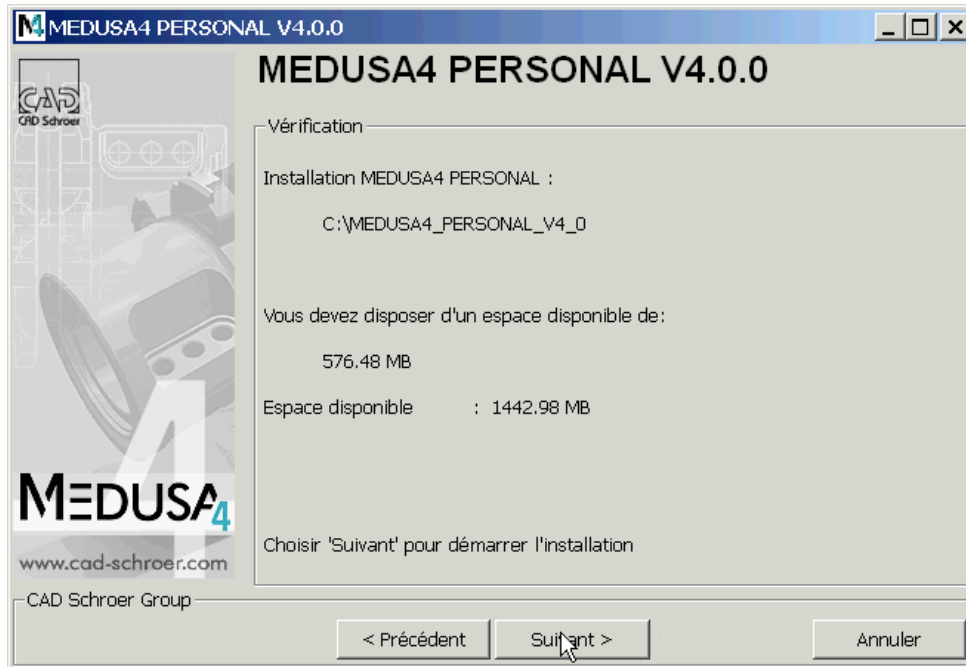 MEDUSA4 PERSONAL V4.0.0
MEDUSA4 PERSONAL V4.0.0
CAD
CAD Schroer
Vérification
Installation MEDUSA4 PERSONAL :
C:\MEDUSA4_PERSONAL_V4_0
Vous devez disposer d'un espace disponible de:
576.48 MB
Espace disponible : 1442.98 MB
Choisir 'Suivant' pour démarrer l'installation
4
MEDUSA4
www.cad-schroer.com
CAD Schroer Group
< Précédent Suivant > Annuler